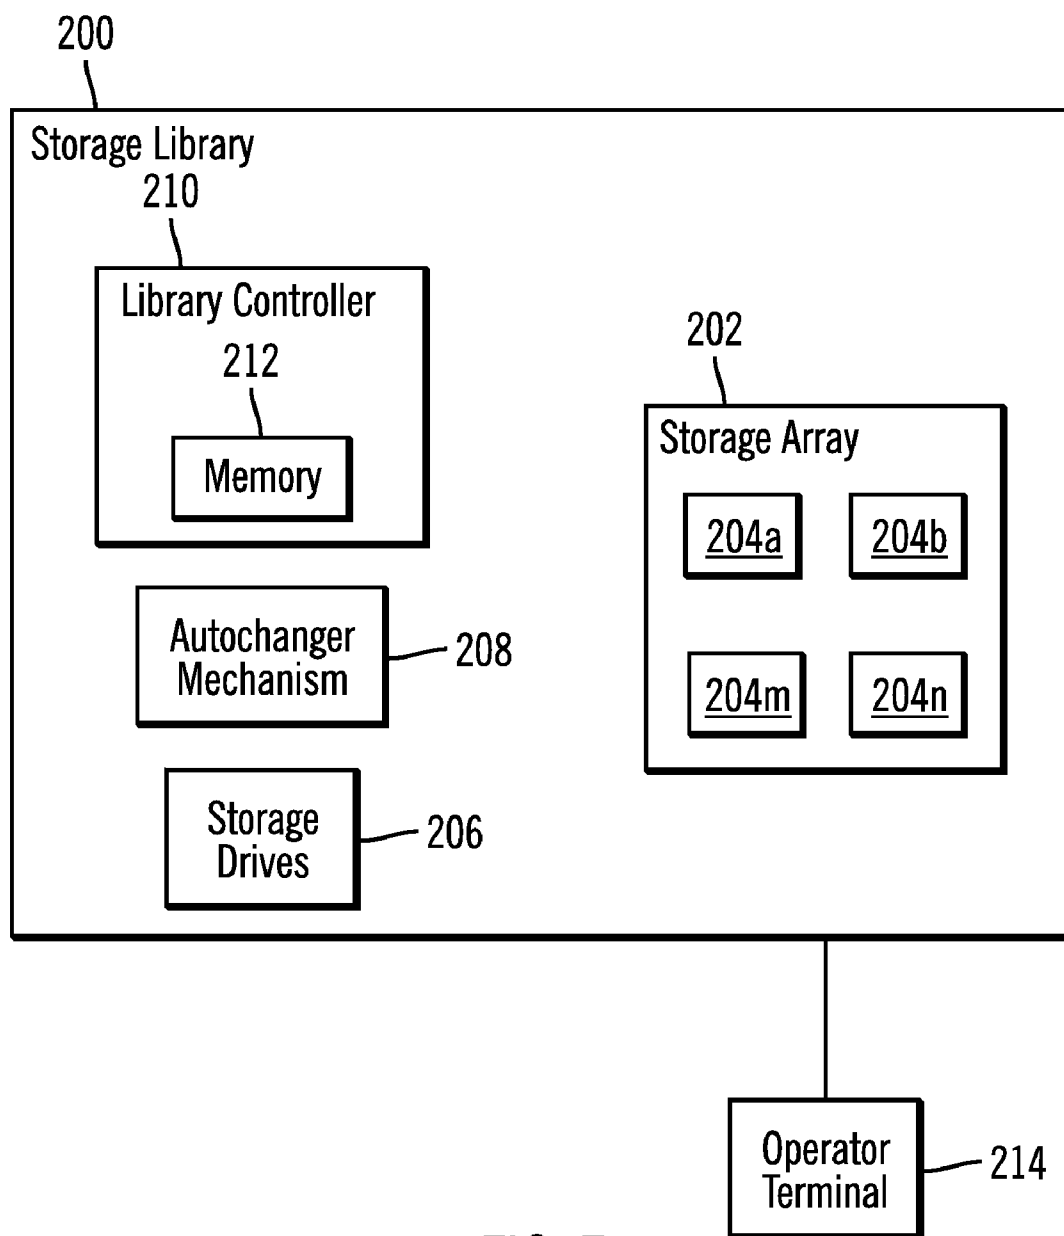 200
Storage Library
210
Library Controller
212
Memory
202
Storage Array
204a 204b
204m 204n
Autochanger
Mechanism
208
Storage
Drives
206
Operator
Terminal
214